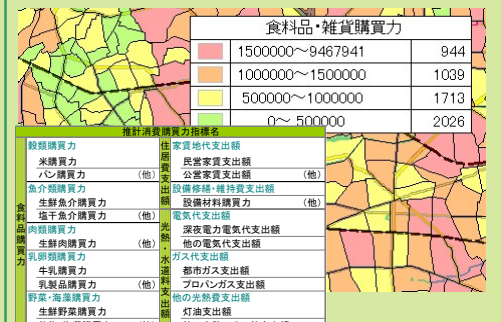 食料品・雑貨購買力
1500000～9467941 944
1000000～1500000 1039
500000～1000000 1713
0～ 500000 2026
推計消費購買力指標名
食料品購買力
穀類購買力
米購買力
パン購買力 (他)
魚介類購買力
生鮮魚介購買力
塩干魚介購買力
肉類購買力
生鮮肉購買力 (他)
乳卵類購買力
牛乳購買力
乳製品購買力 (他)
野菜・海藻購買力
生鮮野菜購買力
住居費支出額
家賃地代支出額
民営家賃支出額
公営家賃支出額 (他)
設備修繕・維持費支出額
設備材料購買力 (他)
光熱・水道料支出額
電気代支出額
深夜電力電気代支出額
他の電気代支出額
ガス代支出額
都市ガス支出額
プロパンガス支出額
他の光熱費支出額
灯油支出額